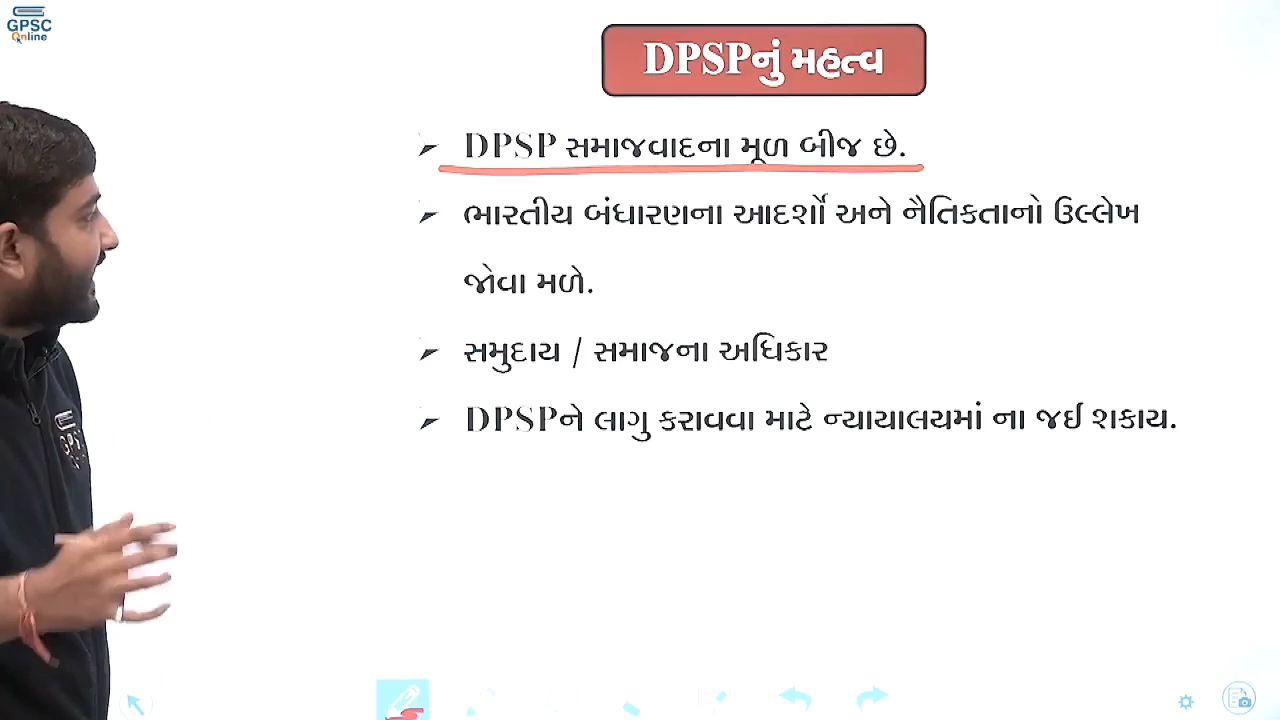 GPSC
Online
DPSPનું મહત્વ
➢ DPSP સમાજવાદના મૂળ બીજ છે.
➢ ભારતીય બંધારણના આદર્શો અને નૈતિકતાનો ઉલ્લેખ
જોવા મળે.
➢ સમુદાય / સમાજના અધિકાર
➢ DPSPને લાગુ કરાવવા માટે ન્યાયાલયમાં ના જઈ શકાય.